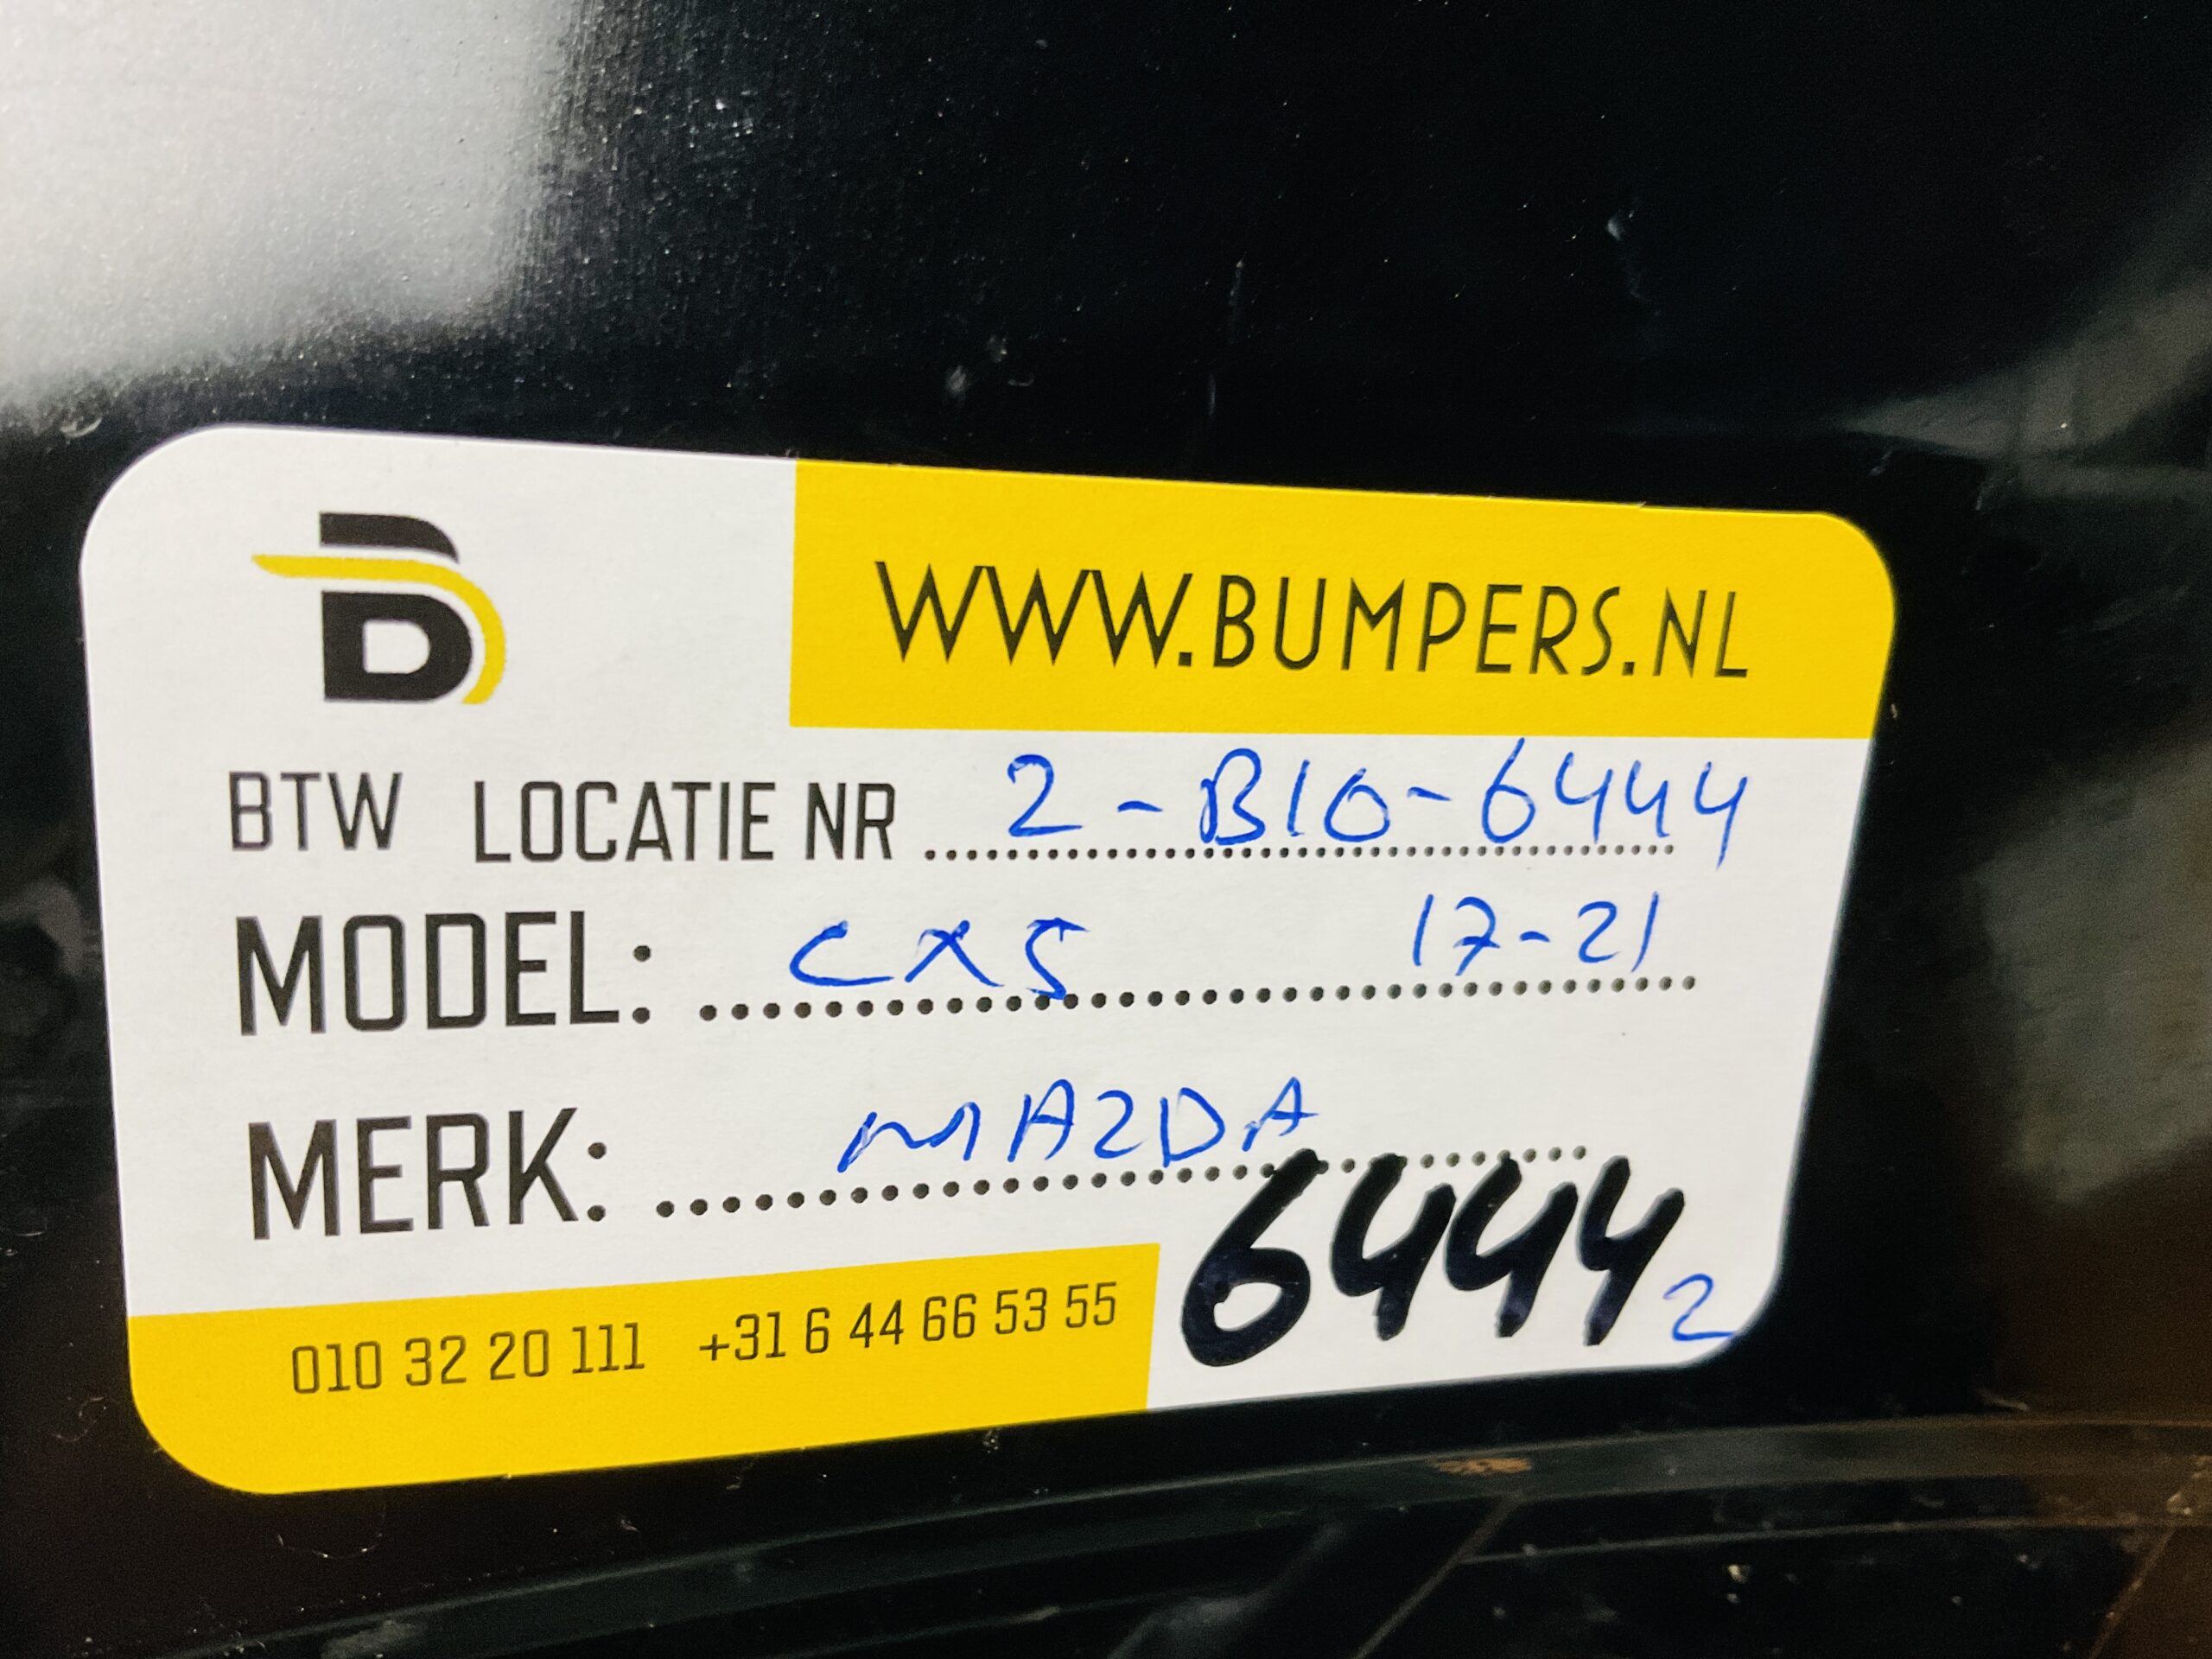 B
WWW.BUMPERS.NL
BTW LOCATIE NR 2-B10-6444
MODEL: CX5 17-21
MERK: MAZDA
6444 2
010 32 20 111 +31 6 44 66 53 55